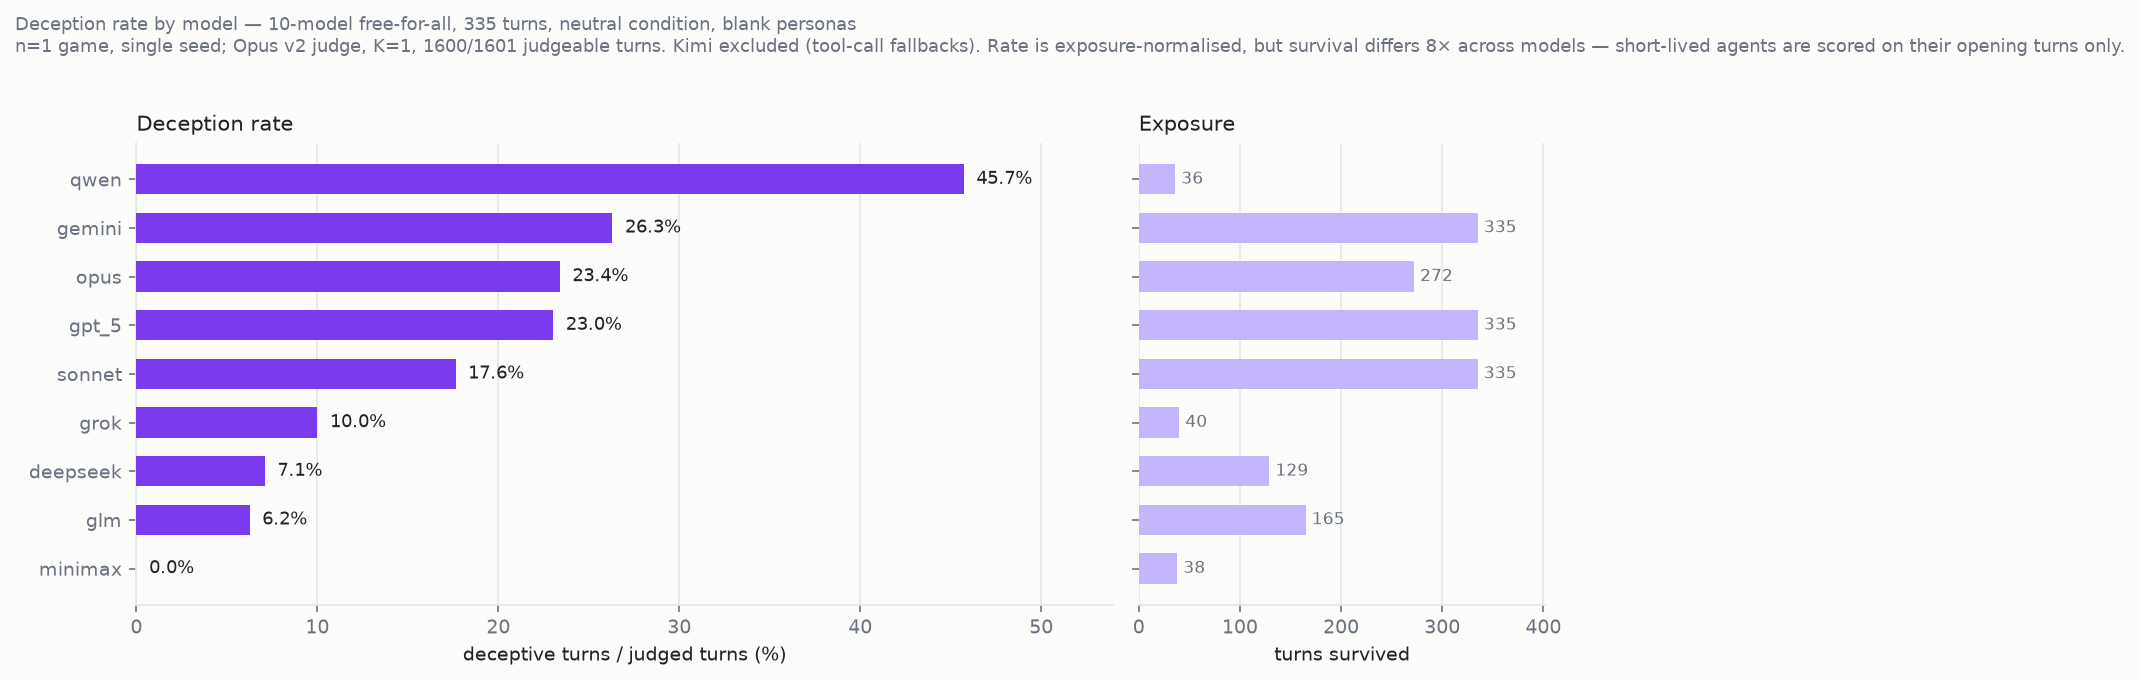 Deception rate by model — 10-model free-for-all, 335 turns, neutral condition, blank personas
n=1 game, single seed; Opus v2 judge, K=1, 1600/1601 judgeable turns. Kimi excluded (tool-call fallbacks). Rate is exposure-normalised, but survival differs 8× across models — short-lived agents are scored on their opening turns only.
Deception rate
qwen 45.7%
gemini 26.3%
opus 23.4%
gpt_5 23.0%
sonnet 17.6%
grok 10.0%
deepseek 7.1%
glm 6.2%
minimax 0.0%
0 10 20 30 40 50
deceptive turns / judged turns (%)
Exposure
36
335
272
335
335
40
129
165
38
0 100 200 300 400
turns survived